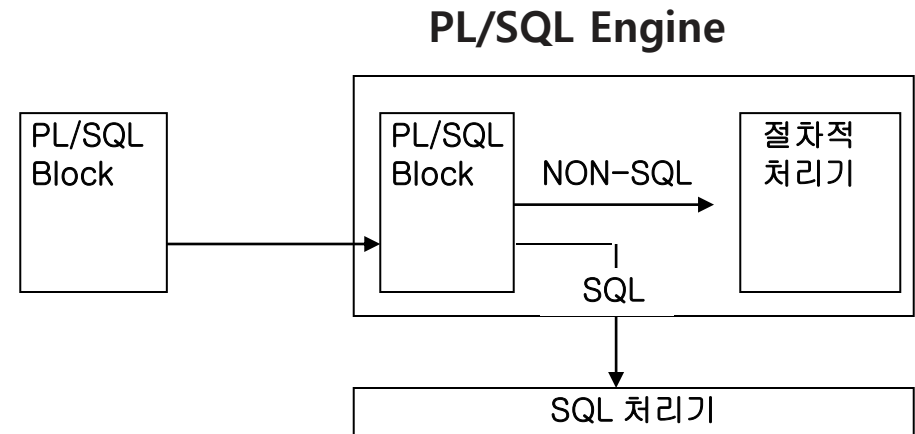 PL/SQL Engine
PL/SQL
Block
PL/SQL
Block
NON-SQL
절차적
처리기
SQL
SQL 처리기